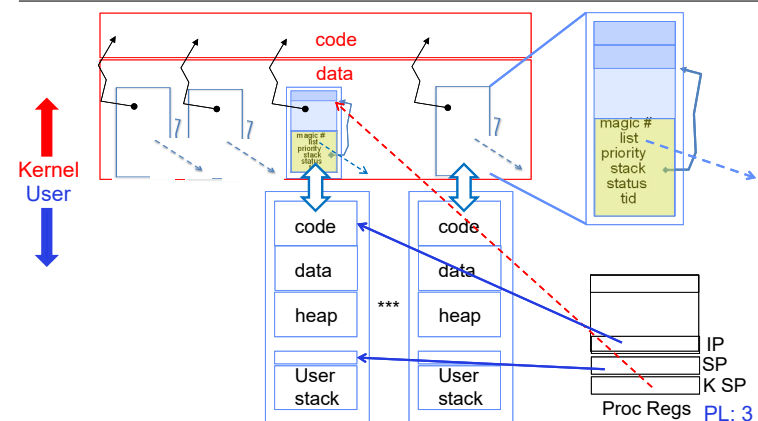 code
data
magic #
list
priority
stack
status
magic #
list
priority
stack
status
tid
Kernel
User
code
data
heap
User
stack
***
code
data
heap
User
stack
IP
SP
K SP
Proc Regs
PL: 3